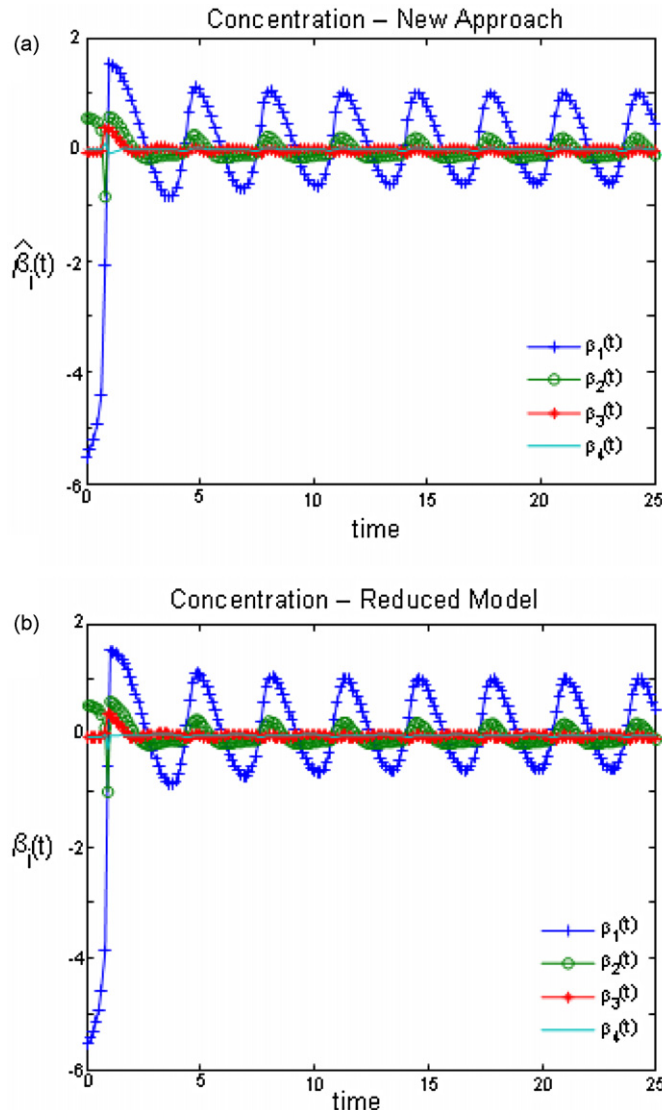 (a)
Concentration – New Approach
2
0
-2
-4
-6
β̂i(t)
β1(t)
β2(t)
β3(t)
β4(t)
0 5 10 15 20 25
time
(b)
Concentration – Reduced Model
2
0
-2
-4
-6
βi(t)
β1(t)
β2(t)
β3(t)
β4(t)
0 5 10 15 20 25
time